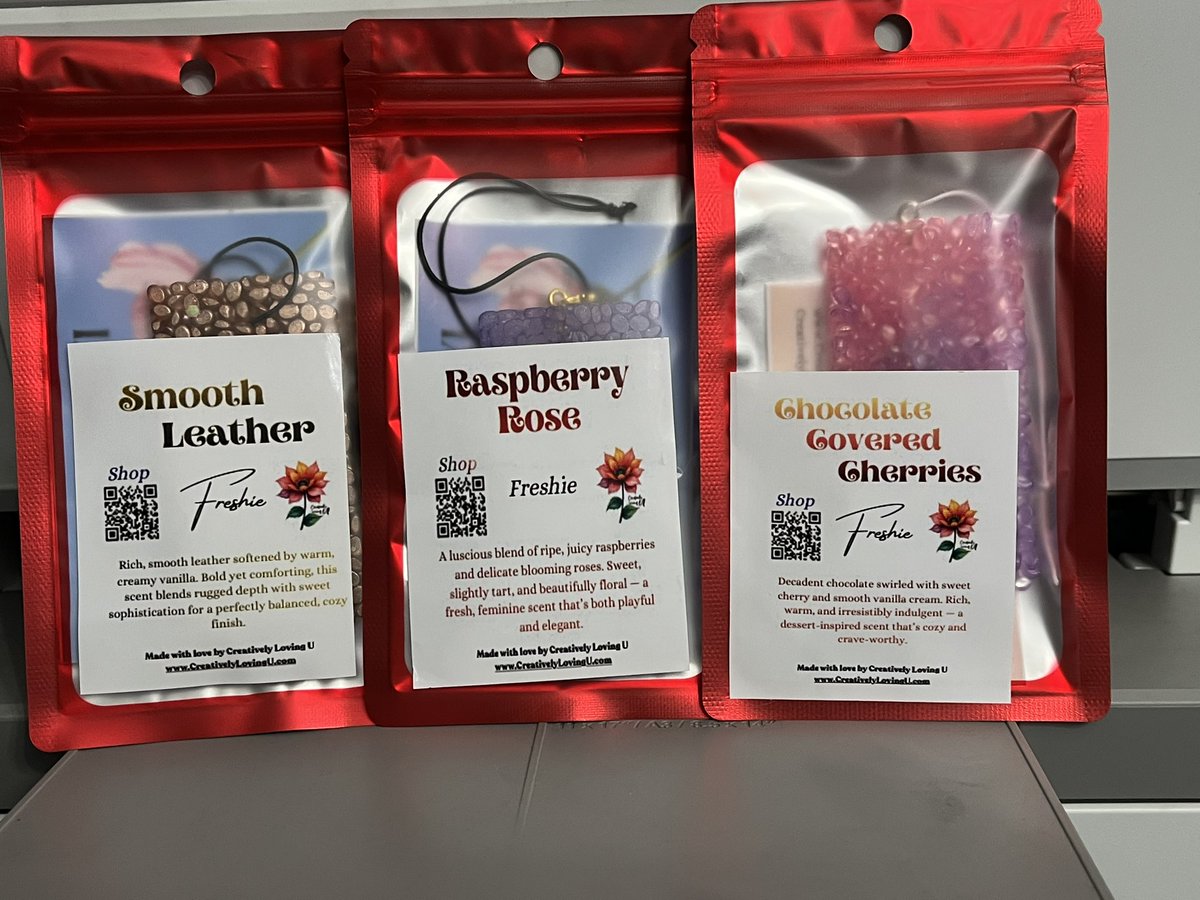 Smooth
Leather
Shop
Freshie
Rich, smooth leather softened by warm,
creamy vanilla. Bold yet comforting, this
scent blends rugged depth with sweet
sophistication for a perfectly balanced, cozy
finish.
Made with love by Creatively Loving U
www.CreativelyLovingU.com
Raspberry
Rose
Shop
Freshie
A luscious blend of ripe, juicy raspberries
and delicate blooming roses. Sweet,
slightly tart, and beautifully floral — a
fresh, feminine scent that's both playful
and elegant.
Made with love by Creatively Loving U
www.CreativelyLovingU.com
Chocolate
Covered
Cherries
Shop
Freshie
Decadent chocolate swirled with sweet
cherry and smooth vanilla cream. Rich,
warm, and irresistibly indulgent — a
dessert-inspired scent that's cozy and
crave-worthy.
Made with love by Creatively Loving U
www.CreativelyLovingU.com